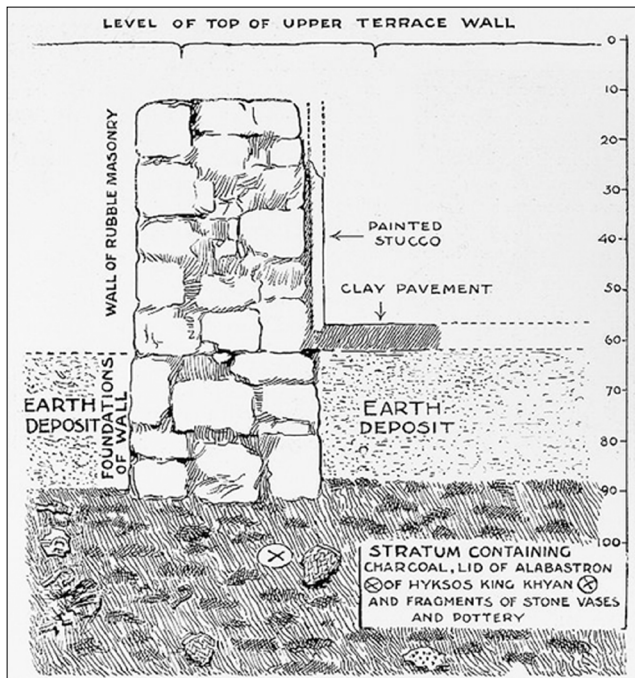 LEVEL OF TOP OF UPPER TERRACE WALL
0
10
20
30
40
50
60
70
80
90
100
WALL OF RUBBLE MASONRY
PAINTED
STUCCO
CLAY PAVEMENT
EARTH
DEPOSIT
FOUNDATIONS
OF WALL
EARTH
DEPOSIT
STRATUM CONTAINING
CHARCOAL, LID OF ALABASTRON
OF HYKSOS KING KHYAN
AND FRAGMENTS OF STONE VASES
AND POTTERY